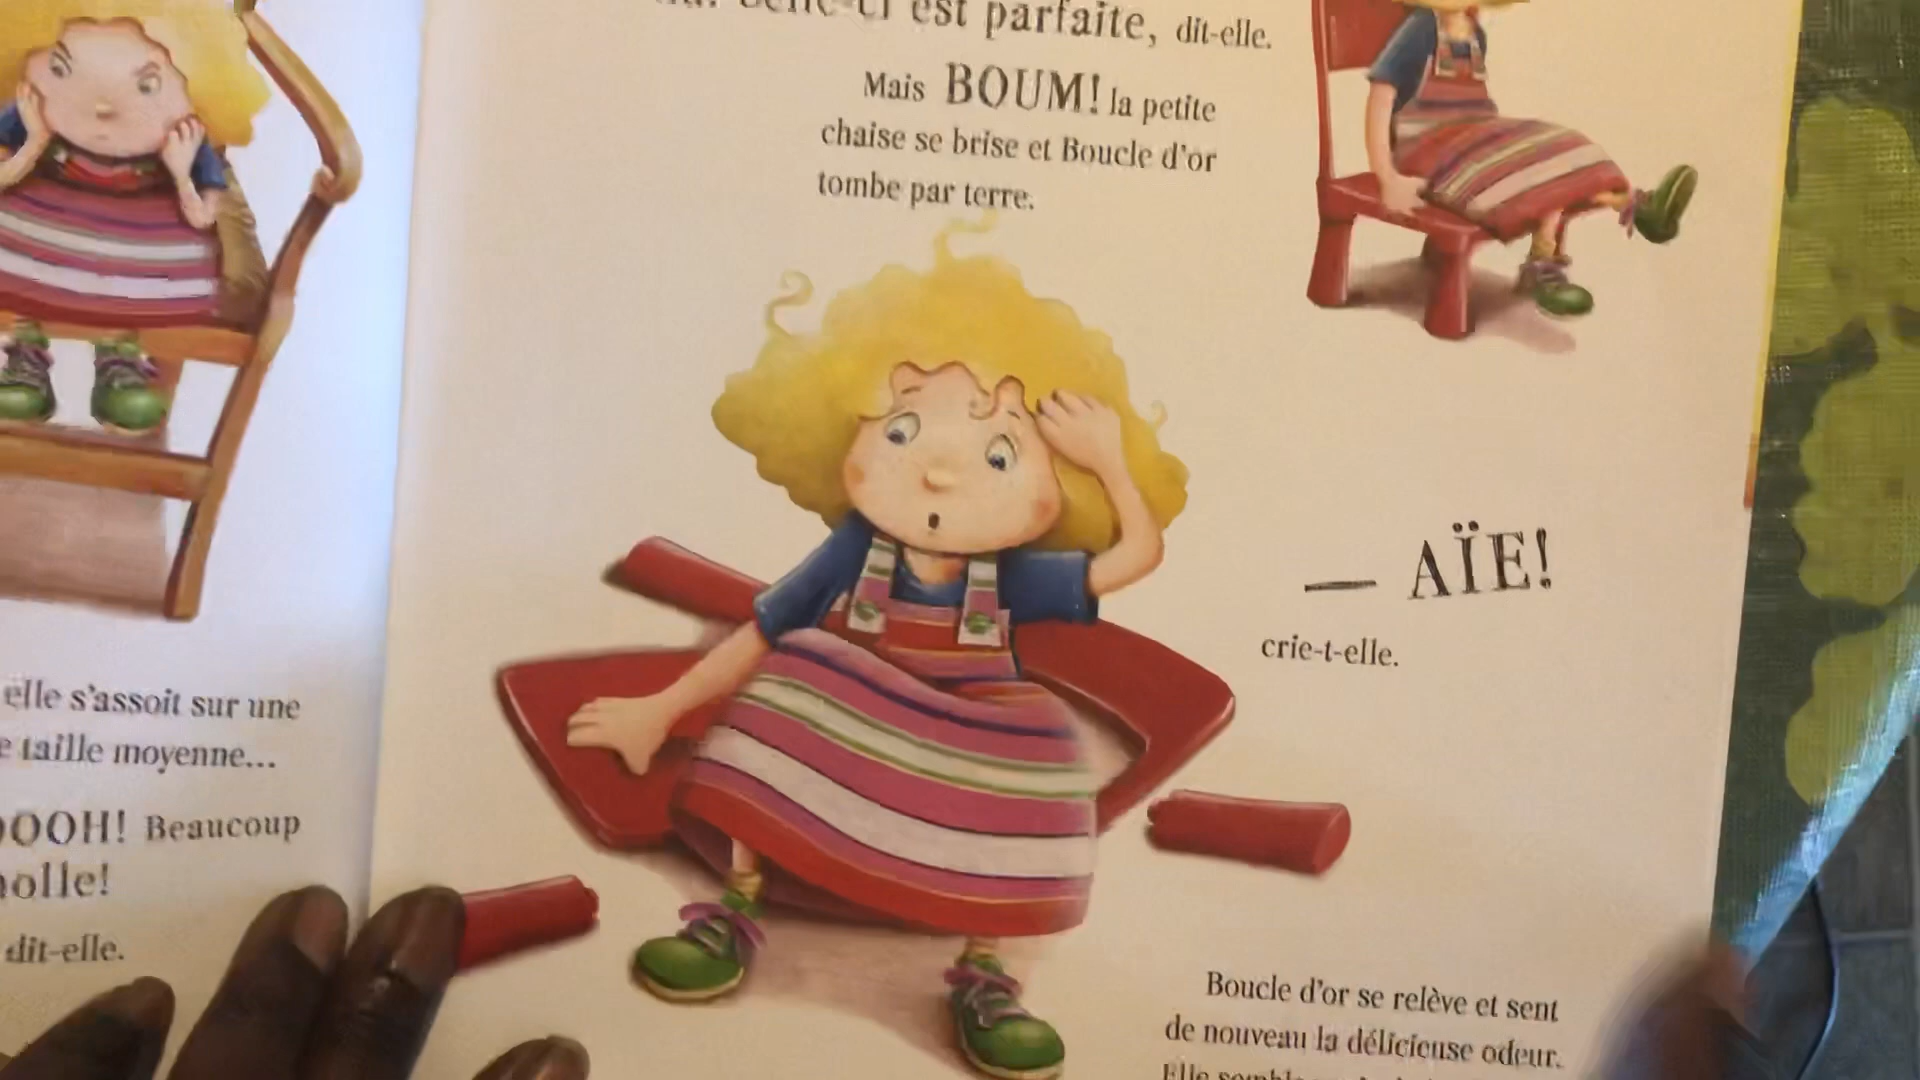 elle s'assoit sur une
taille moyenne...
Beaucoup
dit-elle.
est parfaite, dit-elle.
Mais BOUM! la petite
chaise se brise et Boucle d'or
tombe par terre.
— AÏE!
crie-t-elle.
Boucle d'or se relève et sent
de nouveau la délicieuse odeur.
Elle